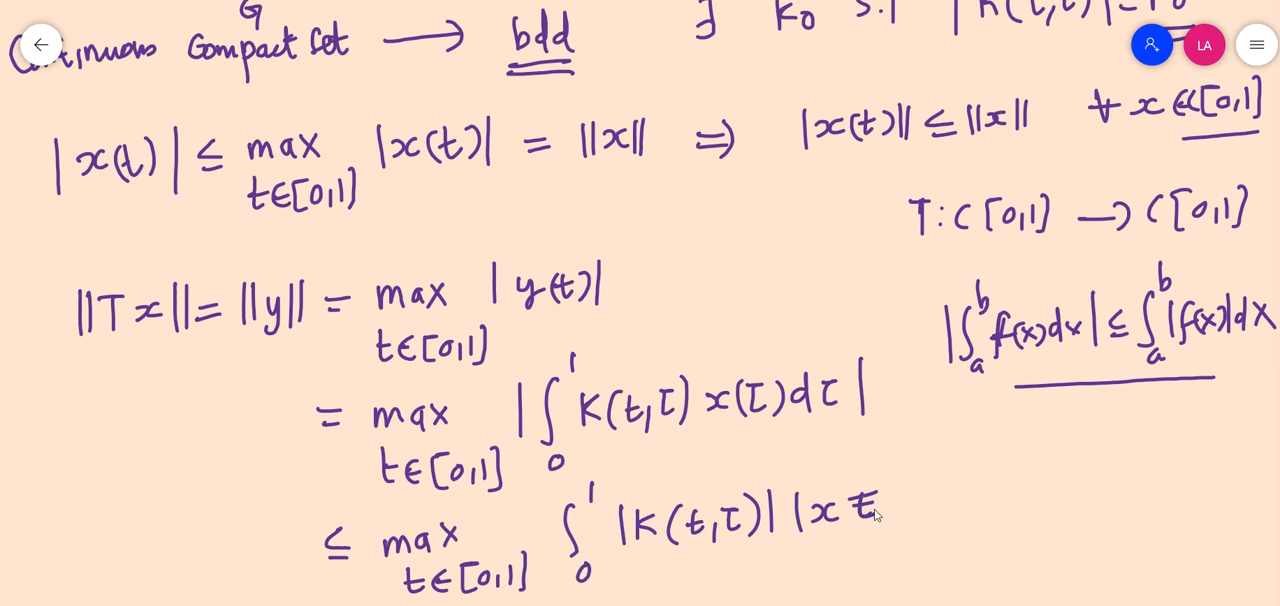 G
Continuous Compact set → bdd ∃ K₀ s.t |K(t,τ)|
LA
|x(t)| ≤ max |x(t)| = ||x|| ⇒ |x(t)|| ≤ ||x|| ∀ x ∈ C[0,1]
t∈[0,1]
T: C[0,1] → C[0,1]
||Tx|| = ||y|| = max |y(t)|
t∈[0,1]
|∫ₐᵇ f(x)dx| ≤ ∫ₐᵇ |f(x)|dx
= max |∫₀¹ K(t,τ) x(τ)dτ|
t∈[0,1]
≤ max ∫₀¹ |K(t,τ)| |x
t∈[0,1]